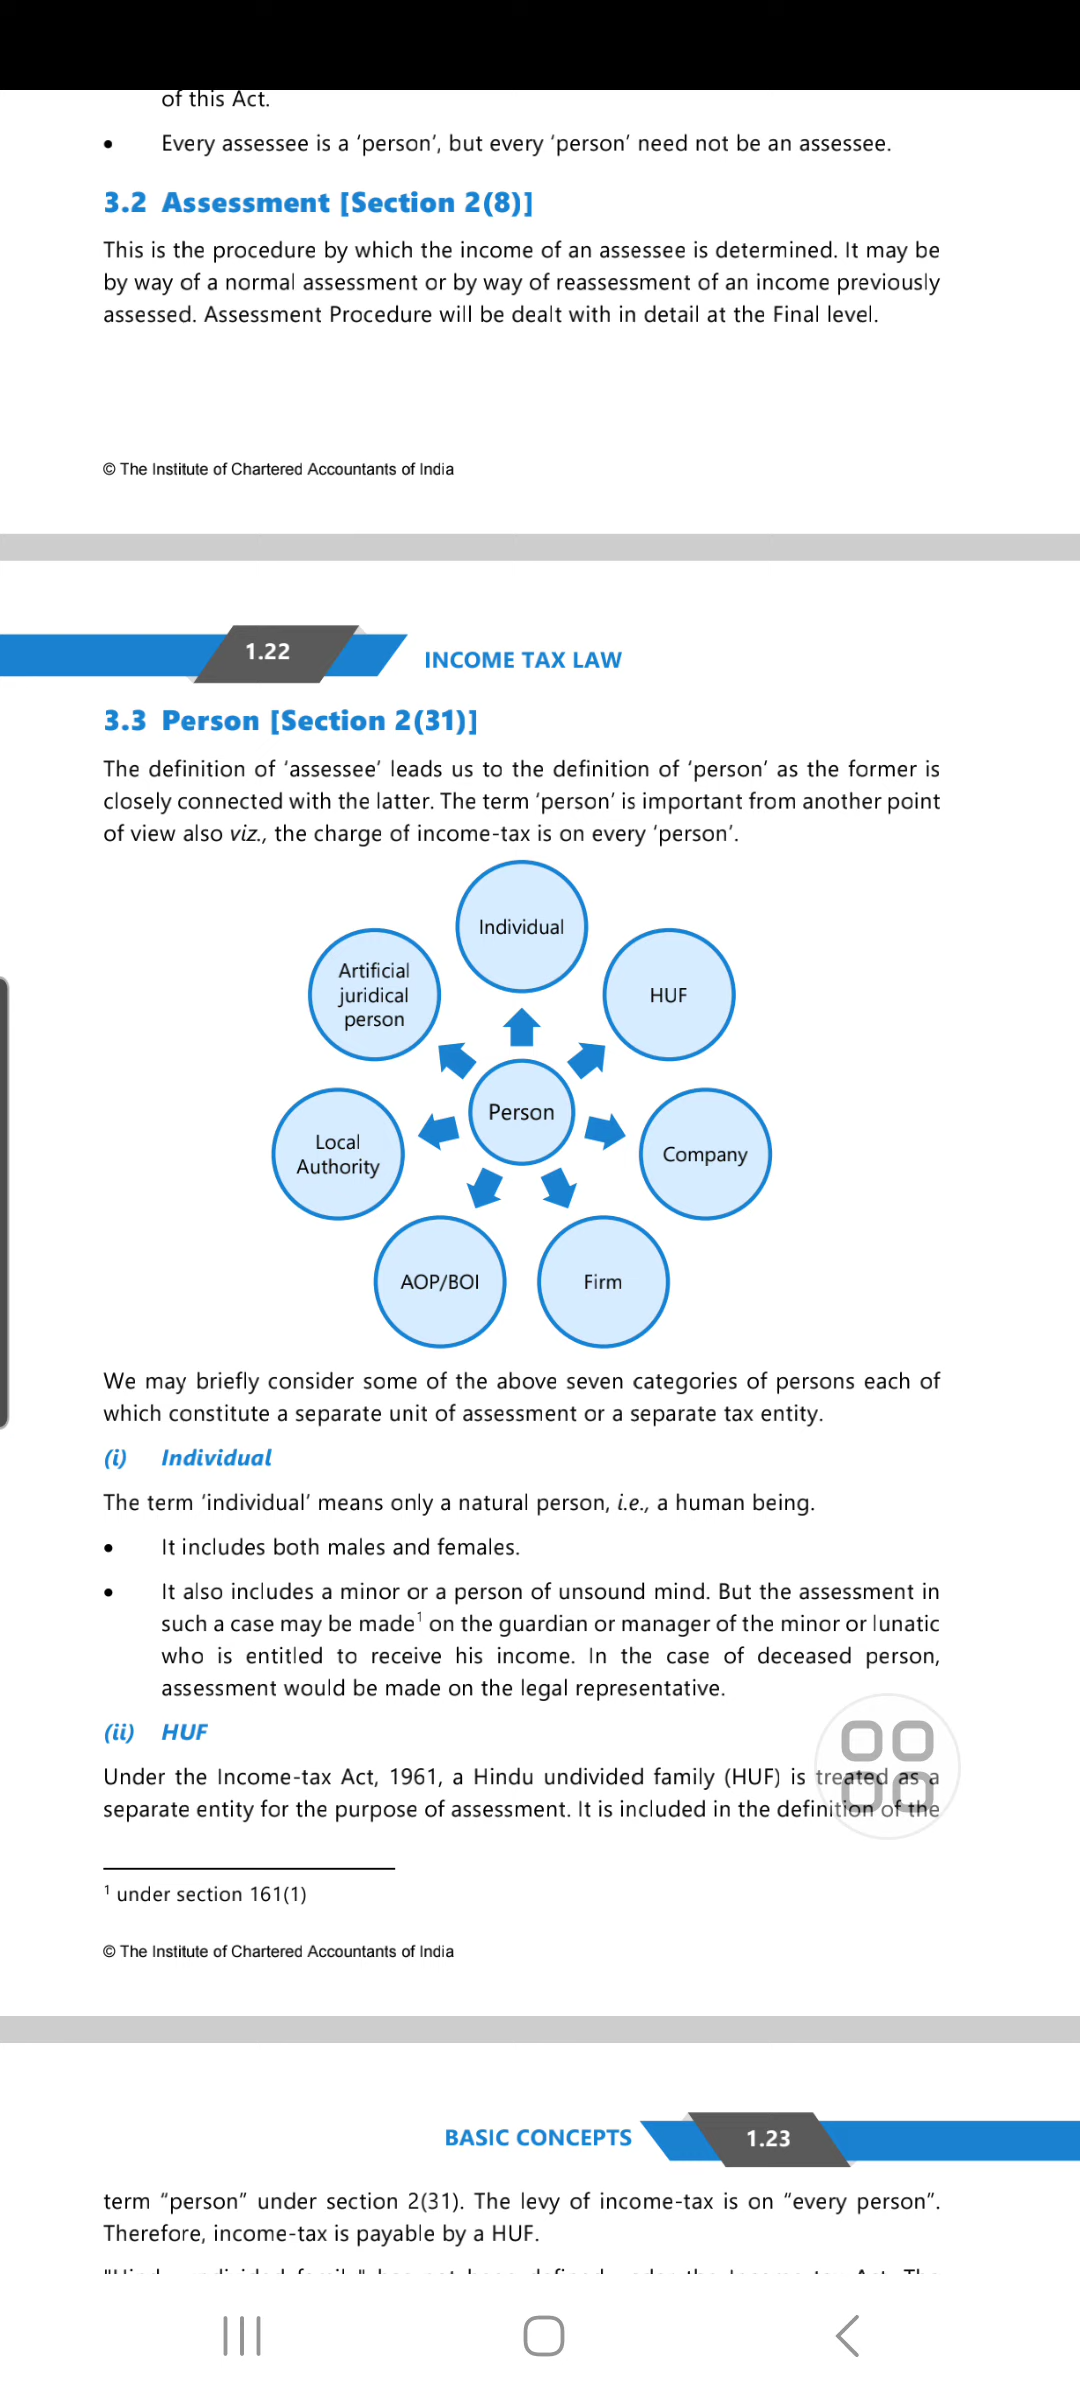 of this Act.
• Every assessee is a ‘person’, but every ‘person’ need not be an assessee.
3.2 Assessment [Section 2(8)]
This is the procedure by which the income of an assessee is determined. It may be
by way of a normal assessment or by way of reassessment of an income previously
assessed. Assessment Procedure will be dealt with in detail at the Final level.
© The Institute of Chartered Accountants of India
1.22
INCOME TAX LAW
3.3 Person [Section 2(31)]
The definition of ‘assessee’ leads us to the definition of ‘person’ as the former is
closely connected with the latter. The term ‘person’ is important from another point
of view also viz., the charge of income-tax is on every ‘person’.
Individual
Artificial
juridical
person
HUF
Person
Local
Authority
Company
AOP/BOI
Firm
We may briefly consider some of the above seven categories of persons each of
which constitute a separate unit of assessment or a separate tax entity.
(i) Individual
The term ‘individual’ means only a natural person, i.e., a human being.
• It includes both males and females.
• It also includes a minor or a person of unsound mind. But the assessment in
such a case may be made¹ on the guardian or manager of the minor or lunatic
who is entitled to receive his income. In the case of deceased person,
assessment would be made on the legal representative.
(ii) HUF
Under the Income-tax Act, 1961, a Hindu undivided family (HUF) is treated as a
separate entity for the purpose of assessment. It is included in the definition of the
¹ under section 161(1)
© The Institute of Chartered Accountants of India
BASIC CONCEPTS
1.23
term “person” under section 2(31). The levy of income-tax is on “every person”.
Therefore, income-tax is payable by a HUF.